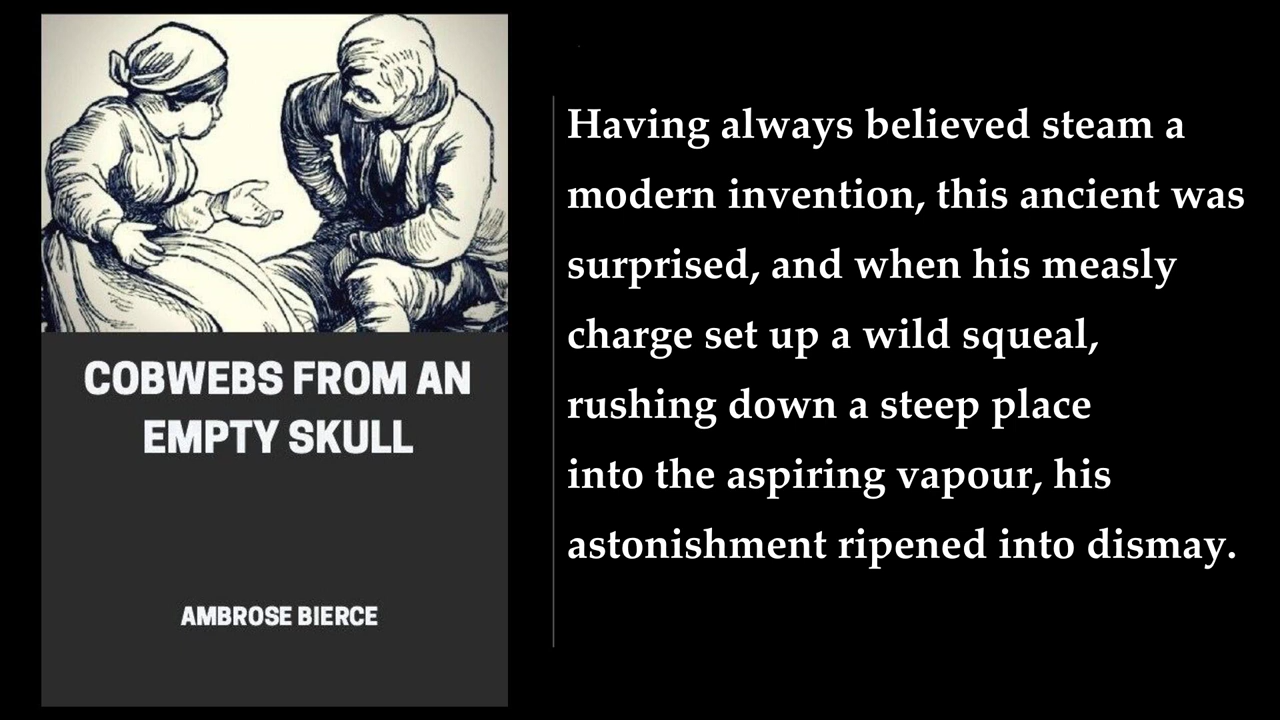 COBWEBS FROM AN
EMPTY SKULL
AMBROSE BIERCE
Having always believed steam a
modern invention, this ancient was
surprised, and when his measly
charge set up a wild squeal,
rushing down a steep place
into the aspiring vapour, his
astonishment ripened into dismay.